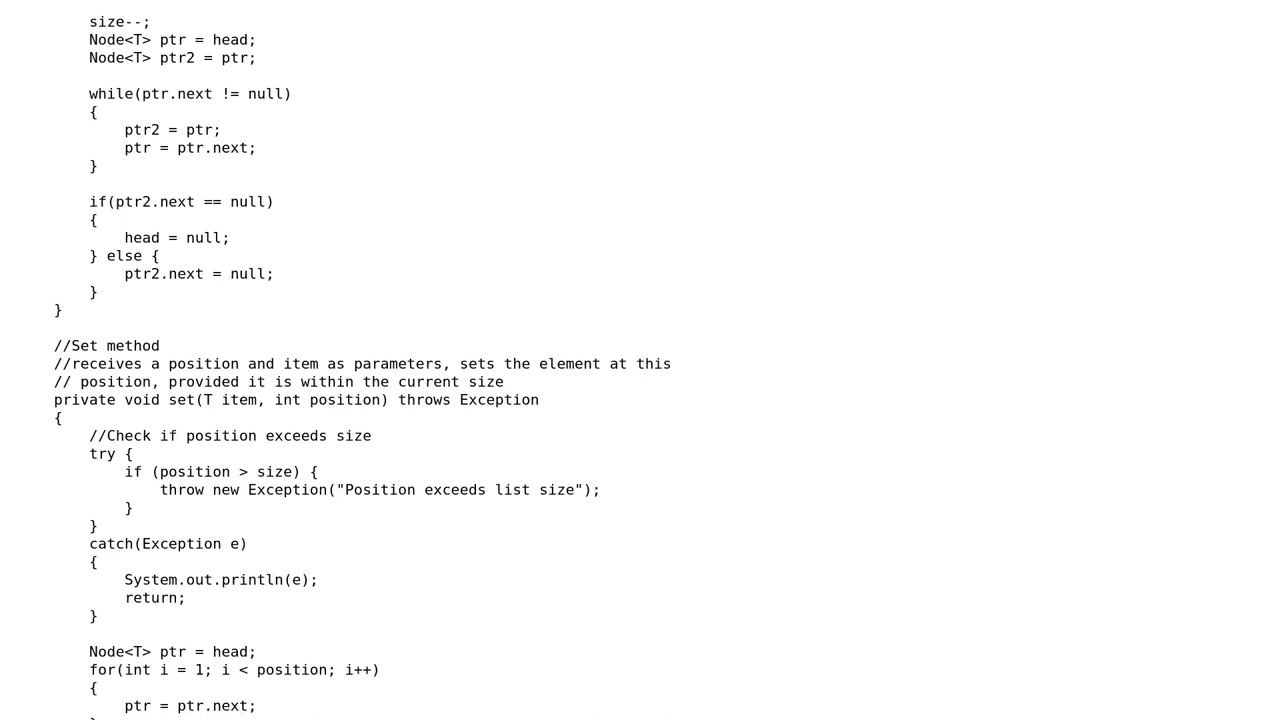 size--;
Node<T> ptr = head;
Node<T> ptr2 = ptr;
while(ptr.next != null)
{
ptr2 = ptr;
ptr = ptr.next;
}
if(ptr2.next == null)
{
head = null;
} else {
ptr2.next = null;
}
}
//Set method
//receives a position and item as parameters, sets the element at this
// position, provided it is within the current size
private void set(T item, int position) throws Exception
{
//Check if position exceeds size
try {
if (position > size) {
throw new Exception("Position exceeds list size");
}
}
catch(Exception e)
{
System.out.println(e);
return;
}
Node<T> ptr = head;
for(int i = 1; i < position; i++)
{
ptr = ptr.next;
}